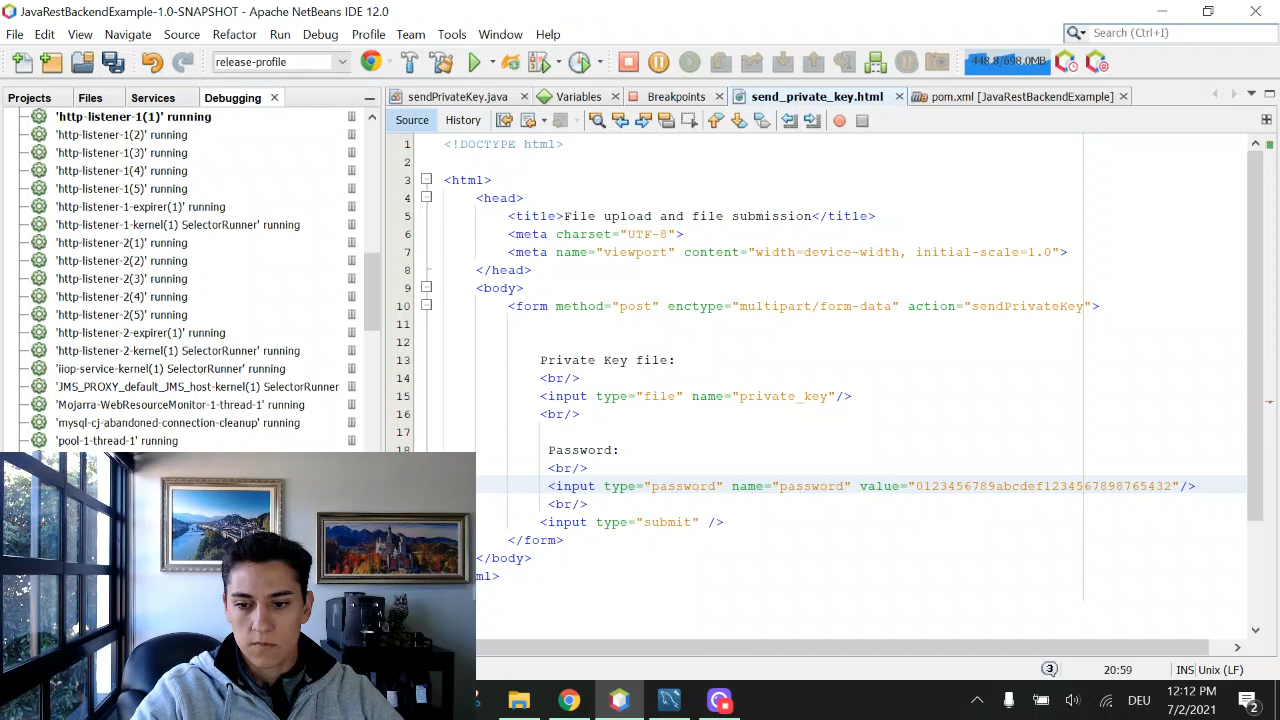 JavaRestBackendExample-1.0-SNAPSHOT - Apache NetBeans IDE 12.0
File Edit View Navigate Source Refactor Run Debug Profile Team Tools Window Help
Search (Ctrl+I)
release-profile
448.8/698.0MB
Projects Files Services Debugging
sendPrivateKey.java Variables Breakpoints send_private_key.html pom.xml [JavaRestBackendExample]
Source History
'http-listener-1(1)' running
'http-listener-1(2)' running
'http-listener-1(3)' running
'http-listener-1(4)' running
'http-listener-1(5)' running
'http-listener-1-expirer(1)' running
'http-listener-1-kernel(1) SelectorRunner' running
'http-listener-2(1)' running
'http-listener-2(2)' running
'http-listener-2(3)' running
'http-listener-2(4)' running
'http-listener-2(5)' running
'http-listener-2-expirer(1)' running
'http-listener-2-kernel(1) SelectorRunner' running
'iiop-service-kernel(1) SelectorRunner' running
'JMS_PROXY_default_JMS_host-kernel(1) SelectorRunner
'Mojarra-WebResourceMonitor-1-thread-1' running
'mysql-cj-abandoned-connection-cleanup' running
'pool-1-thread-1' running
1 <!DOCTYPE html>
2
3 <html>
4 <head>
5 <title>File upload and file submission</title>
6 <meta charset="UTF-8">
7 <meta name="viewport" content="width=device-width, initial-scale=1.0">
8 </head>
9 <body>
10 <form method="post" enctype="multipart/form-data" action="sendPrivateKey">
11
12
13 Private Key file:
14 <br/>
15 <input type="file" name="private_key"/>
16 <br/>
17
18 Password:
<br/>
<input type="password" name="password" value="0123456789abcdef1234567898765432"/>
<br/>
<input type="submit" />
</form>
</body>
ml>
3 20:59 INS Unix (LF)
DEU 12:12 PM
7/2/2021
2